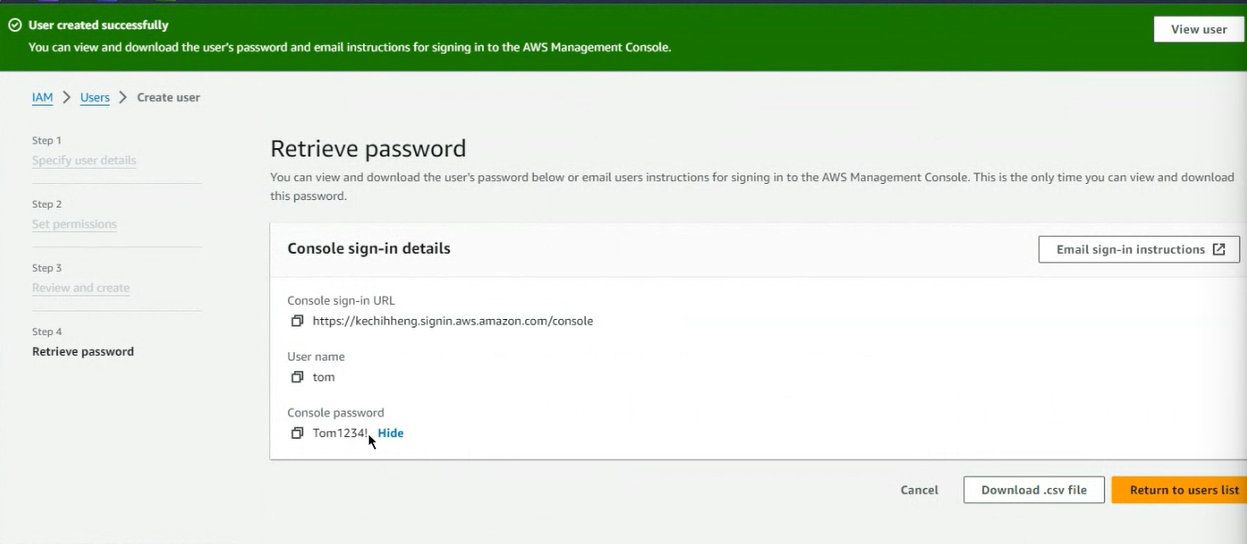 User created successfully
You can view and download the user's password and email instructions for signing in to the AWS Management Console.
View user
IAM > Users > Create user
Step 1
Specify user details
Step 2
Set permissions
Step 3
Review and create
Step 4
Retrieve password
Retrieve password
You can view and download the user's password below or email users instructions for signing in to the AWS Management Console. This is the only time you can view and download
this password.
Console sign-in details
Email sign-in instructions
Console sign-in URL
https://kechihheng.signin.aws.amazon.com/console
User name
tom
Console password
Tom1234! Hide
Cancel
Download .csv file
Return to users list